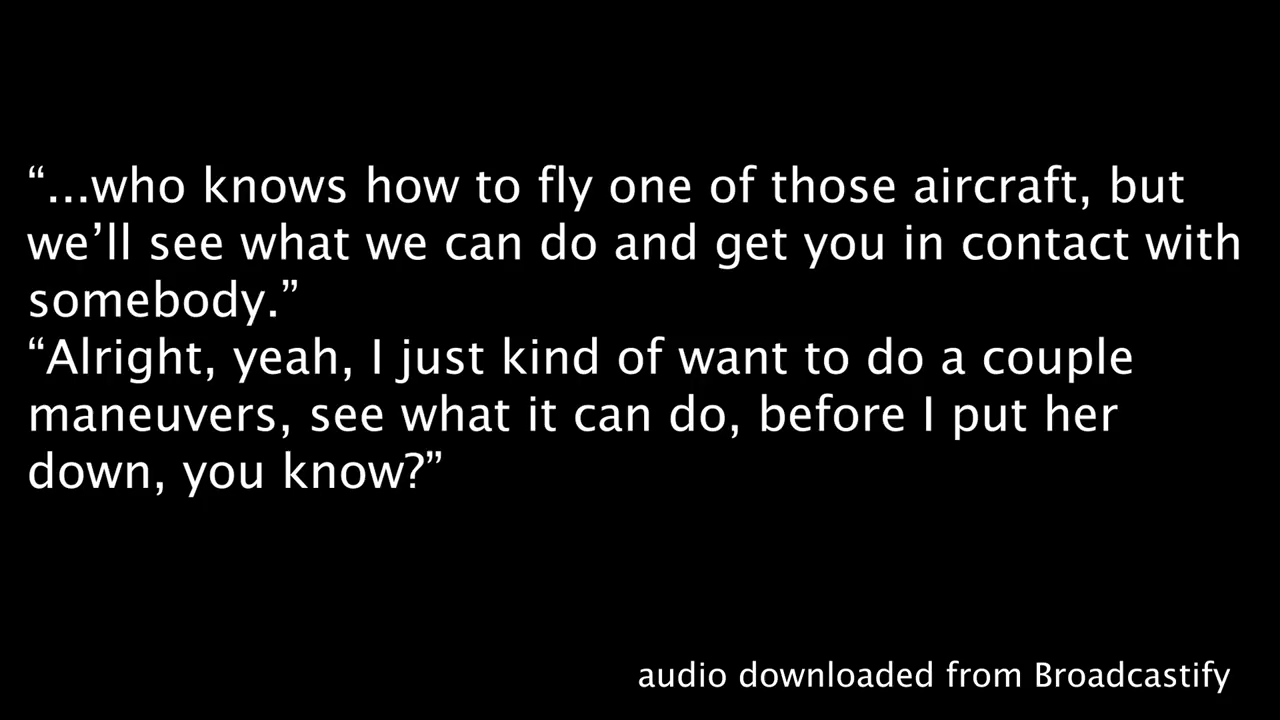 “...who knows how to fly one of those aircraft, but
we’ll see what we can do and get you in contact with
somebody.”
“Alright, yeah, I just kind of want to do a couple
maneuvers, see what it can do, before I put her
down, you know?”
audio downloaded from Broadcastify